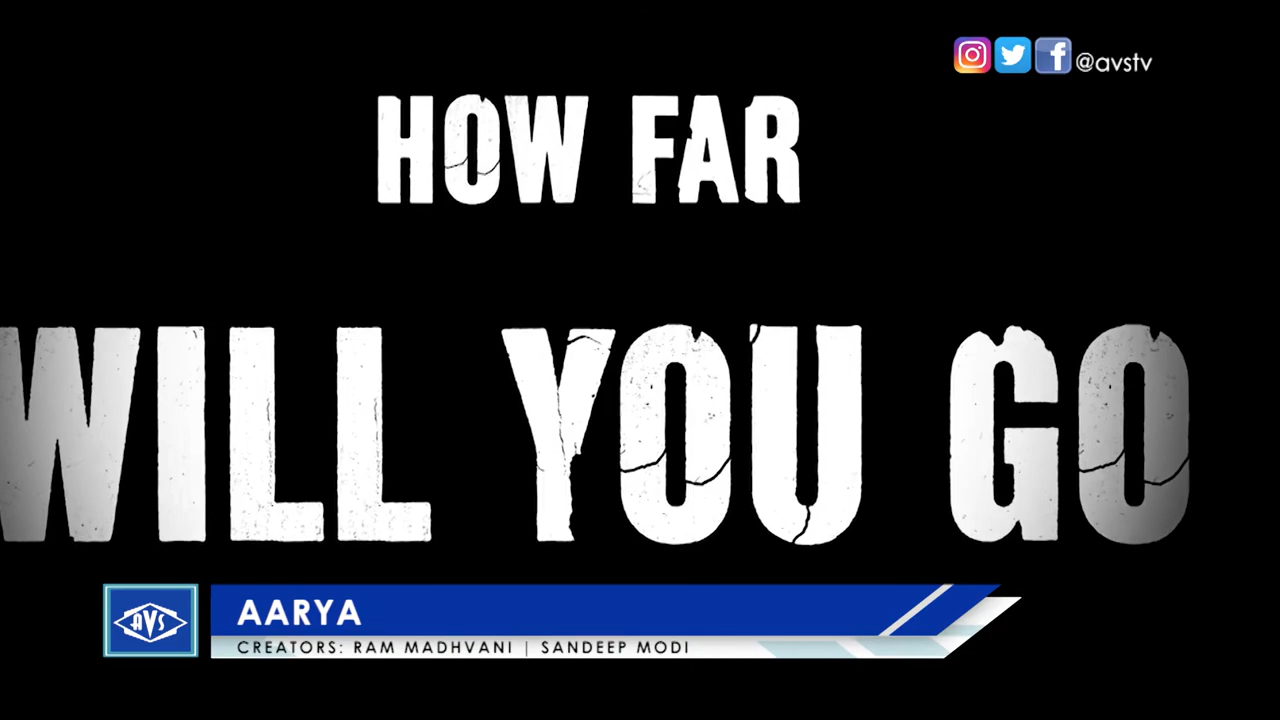 @avstv
HOW FAR
WILL YOU GO
AVS
AARYA
CREATORS: RAM MADHVANI | SANDEEP MODI